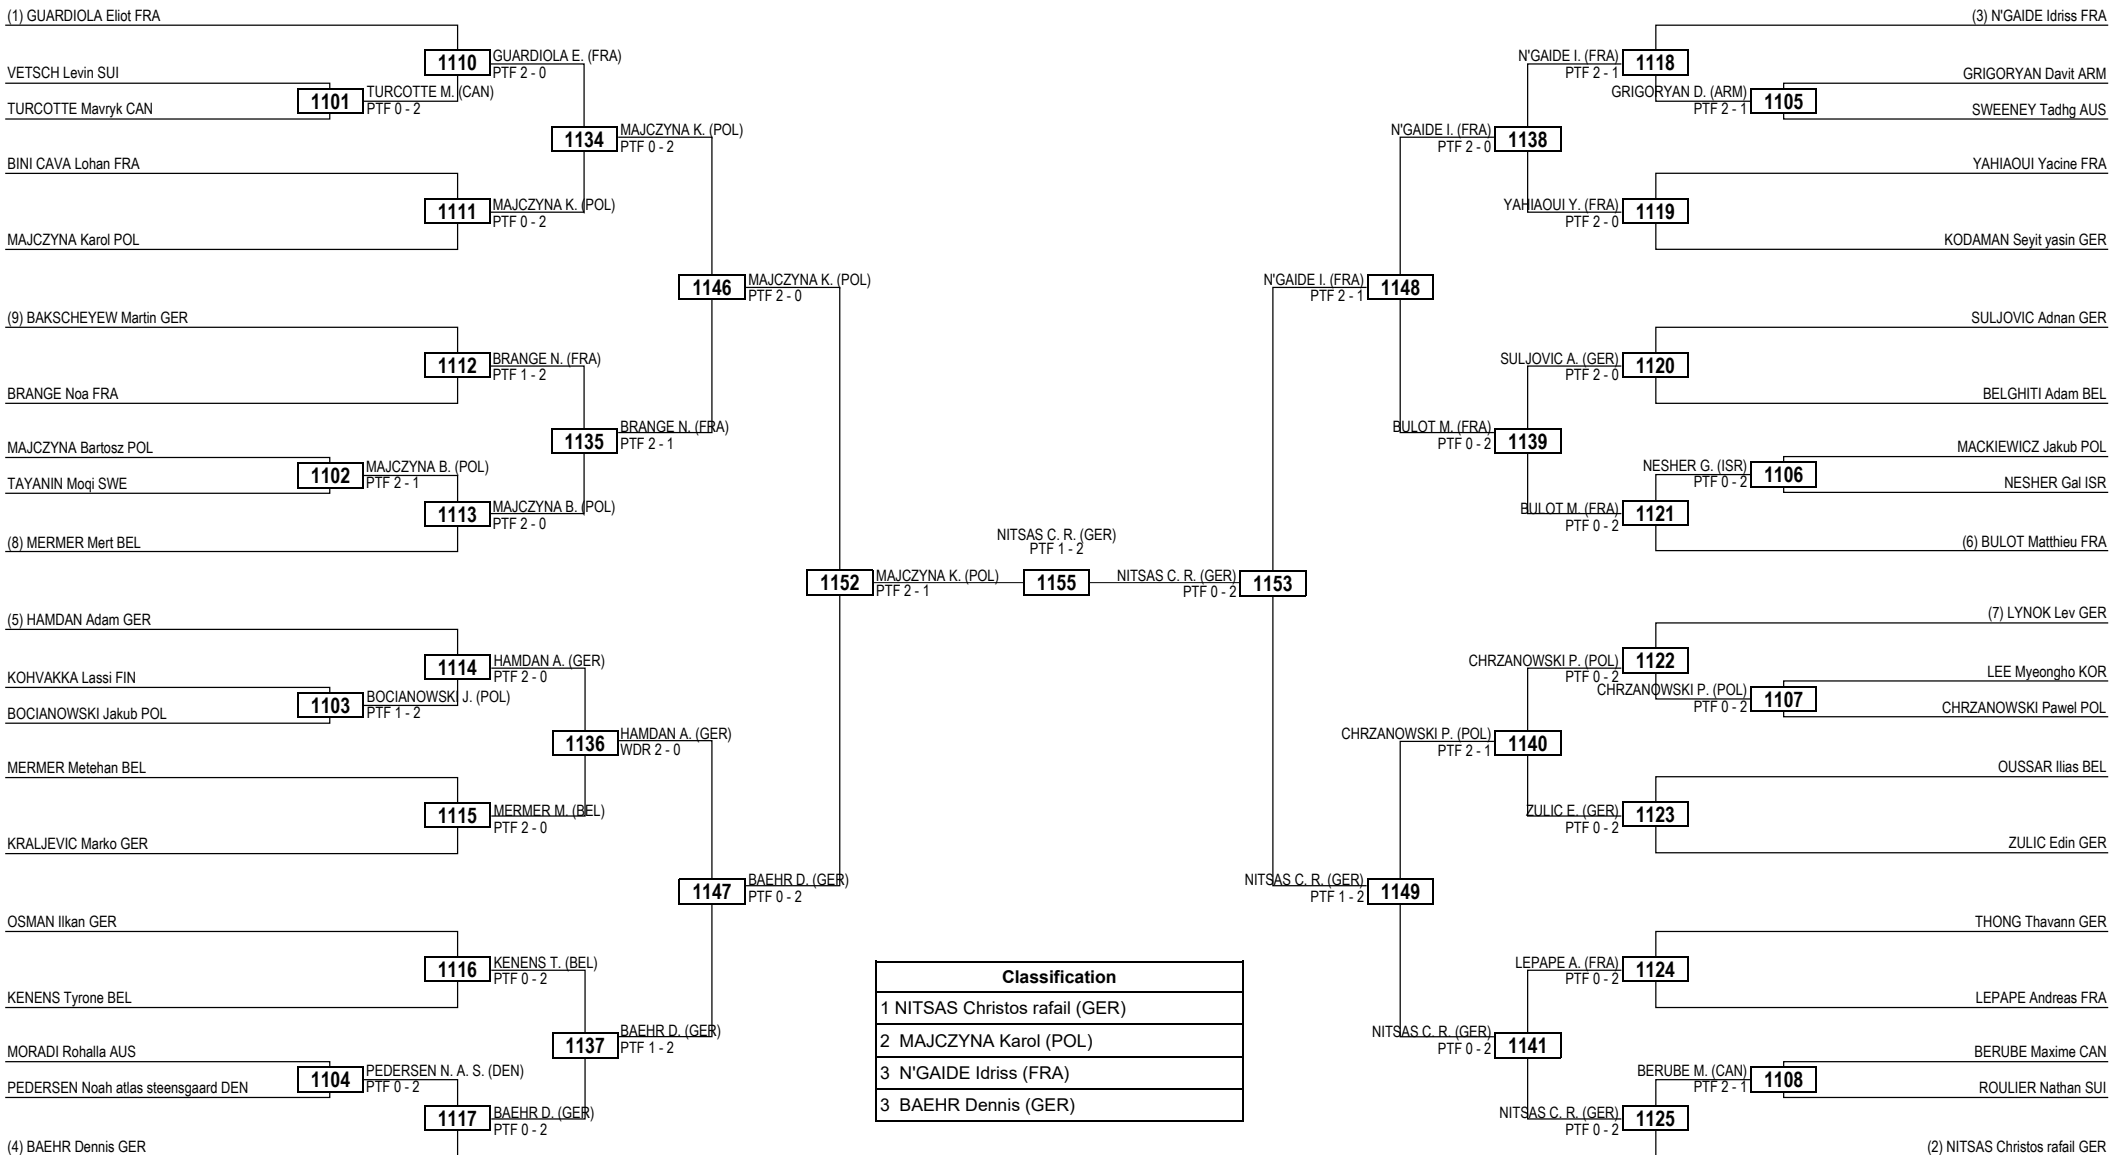 (1) GUARDIOLA Eliot FRA
VETSCH Levin SUI
TURCOTTE Mavryk CAN
BINI CAVA Lohan FRA
MAJCZYNA Karol POL
(9) BAKSCHEYEW Martin GER
BRANGE Noa FRA
MAJCZYNA Bartosz POL
TAYANIN Moqi SWE
(8) MERMER Mert BEL
(5) HAMDAN Adam GER
KOHVAKKA Lassi FIN
BOCIANOWSKI Jakub POL
MERMER Metehan BEL
KRALJEVIC Marko GER
OSMAN Ilkan GER
KENENS Tyrone BEL
MORADI Rohalla AUS
PEDERSEN Noah atlas steensgaard DEN
(4) BAEHR Dennis GER
1101
TURCOTTE M. (CAN)
PTF 0 - 2
1102
MAJCZYNA B. (POL)
PTF 2 - 1
1103
BOCIANOWSKI J. (POL)
PTF 1 - 2
1104
PEDERSEN N. A. S. (DEN)
PTF 0 - 2
1110
GUARDIOLA E. (FRA)
PTF 2 - 0
1111
MAJCZYNA K. (POL)
PTF 0 - 2
1112
BRANGE N. (FRA)
PTF 1 - 2
1113
MAJCZYNA B. (POL)
PTF 2 - 0
1114
HAMDAN A. (GER)
PTF 2 - 0
1115
MERMER M. (BEL)
PTF 2 - 0
1116
KENENS T. (BEL)
PTF 0 - 2
1117
BAEHR D. (GER)
PTF 0 - 2
1134
MAJCZYNA K. (POL)
PTF 0 - 2
1135
BRANGE N. (FRA)
PTF 2 - 1
1136
HAMDAN A. (GER)
WDR 2 - 0
1137
BAEHR D. (GER)
PTF 1 - 2
1146
MAJCZYNA K. (POL)
PTF 2 - 0
1147
BAEHR D. (GER)
PTF 0 - 2
1152
MAJCZYNA K. (POL)
PTF 2 - 1
NITSAS C. R. (GER)
PTF 1 - 2
1155
NITSAS C. R. (GER)
PTF 0 - 2
1153
N'GAIDE I. (FRA)
PTF 2 - 1
1148
NITSAS C. R. (GER)
PTF 1 - 2
1149
N'GAIDE I. (FRA)
PTF 2 - 0
1138
BULOT M. (FRA)
PTF 0 - 2
1139
CHRZANOWSKI P. (POL)
PTF 2 - 1
1140
NITSAS C. R. (GER)
PTF 0 - 2
1141
N'GAIDE I. (FRA)
PTF 2 - 1
1118
YAHIAOUI Y. (FRA)
PTF 2 - 0
1119
SULJOVIC A. (GER)
PTF 2 - 0
1120
BULOT M. (FRA)
PTF 0 - 2
1121
CHRZANOWSKI P. (POL)
PTF 0 - 2
1122
ZULIC E. (GER)
PTF 0 - 2
1123
LEPAPE A. (FRA)
PTF 0 - 2
1124
NITSAS C. R. (GER)
PTF 0 - 2
1125
GRIGORYAN D. (ARM)
PTF 2 - 1
1105
NESHER G. (ISR)
PTF 0 - 2
1106
CHRZANOWSKI P. (POL)
PTF 0 - 2
1107
BERUBE M. (CAN)
PTF 2 - 1
1108
(3) N'GAIDE Idriss FRA
GRIGORYAN Davit ARM
SWEENEY Tadhg AUS
YAHIAOUI Yacine FRA
KODAMAN Seyit yasin GER
SULJOVIC Adnan GER
BELGHITI Adam BEL
MACKIEWICZ Jakub POL
NESHER Gal ISR
(6) BULOT Matthieu FRA
(7) LYNOK Lev GER
LEE Myeongho KOR
CHRZANOWSKI Pawel POL
OUSSAR Ilias BEL
ZULIC Edin GER
THONG Thavann GER
LEPAPE Andreas FRA
BERUBE Maxime CAN
ROULIER Nathan SUI
(2) NITSAS Christos rafail GER
Classification
1 NITSAS Christos rafail (GER)
2 MAJCZYNA Karol (POL)
3 N'GAIDE Idriss (FRA)
3 BAEHR Dennis (GER)